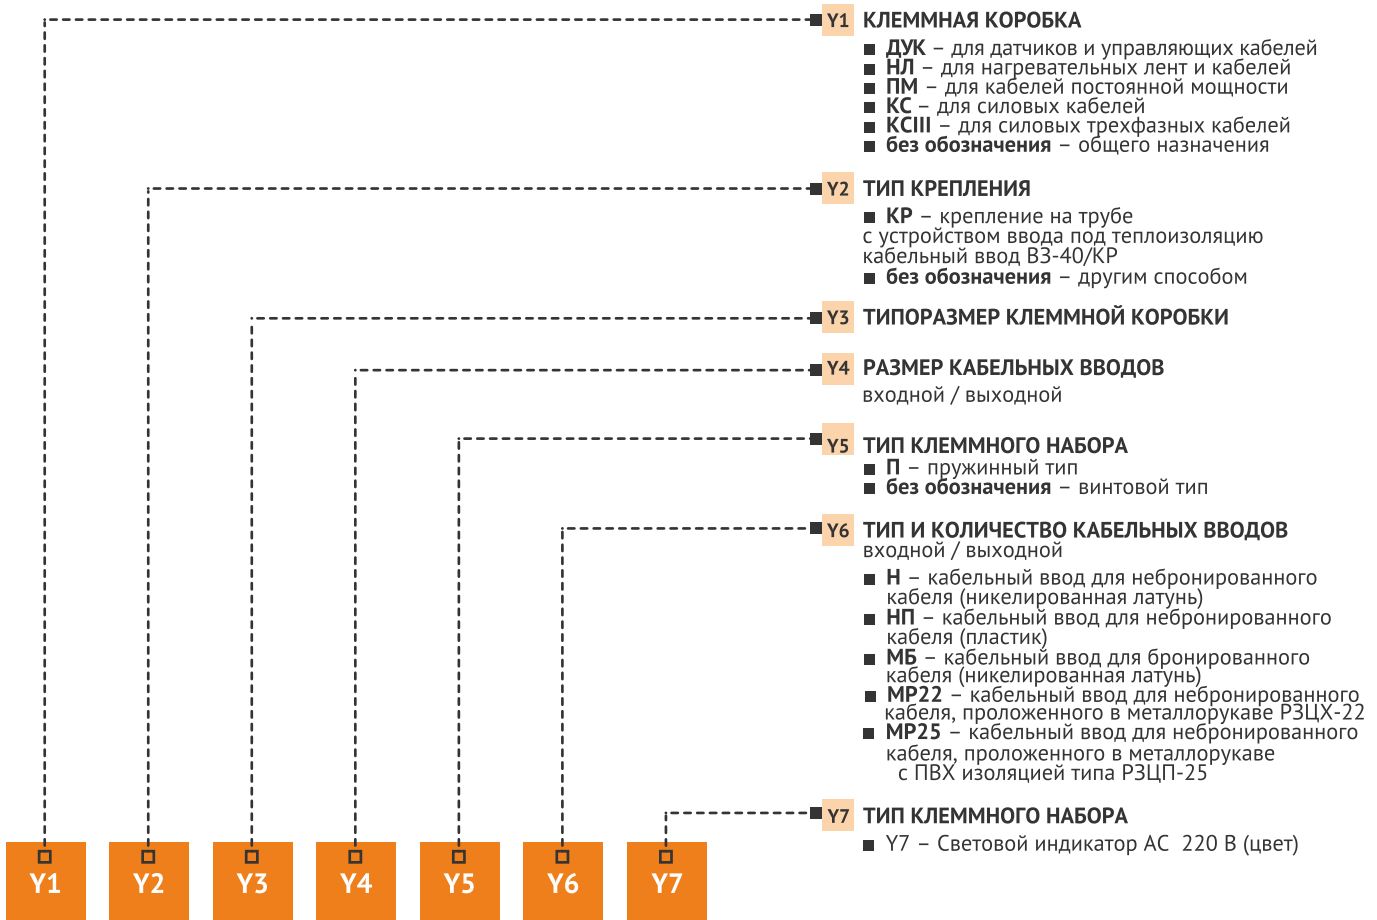 Y1 КЛЕММНАЯ КОРОБКА
ДУК – для датчиков и управляющих кабелей
НЛ – для нагревательных лент и кабелей
ПМ – для кабелей постоянной мощности
КС – для силовых кабелей
КСIII – для силовых трехфазных кабелей
без обозначения – общего назначения
Y2 ТИП КРЕПЛЕНИЯ
КР – крепление на трубе
с устройством ввода под теплоизоляцию
кабельный ввод ВЗ-40/КР
без обозначения – другим способом
Y3 ТИПОРАЗМЕР КЛЕММНОЙ КОРОБКИ
Y4 РАЗМЕР КАБЕЛЬНЫХ ВВОДОВ
входной / выходной
Y5 ТИП КЛЕММНОГО НАБОРА
П – пружинный тип
без обозначения – винтовой тип
Y6 ТИП И КОЛИЧЕСТВО КАБЕЛЬНЫХ ВВОДОВ
входной / выходной
Н – кабельный ввод для небронированного
кабеля (никелированная латунь)
НП – кабельный ввод для небронированного
кабеля (пластик)
МБ – кабельный ввод для бронированного
кабеля (никелированная латунь)
МР22 – кабельный ввод для небронированного
кабеля, проложенного в металлорукаве РЗЦХ-22
МР25 – кабельный ввод для небронированного
кабеля, проложенного в металлорукаве
с ПВХ изоляцией типа РЗЦП-25
Y7 ТИП КЛЕММНОГО НАБОРА
Y7 – Световой индикатор АС 220 В (цвет)
Y1 Y2 Y3 Y4 Y5 Y6 Y7